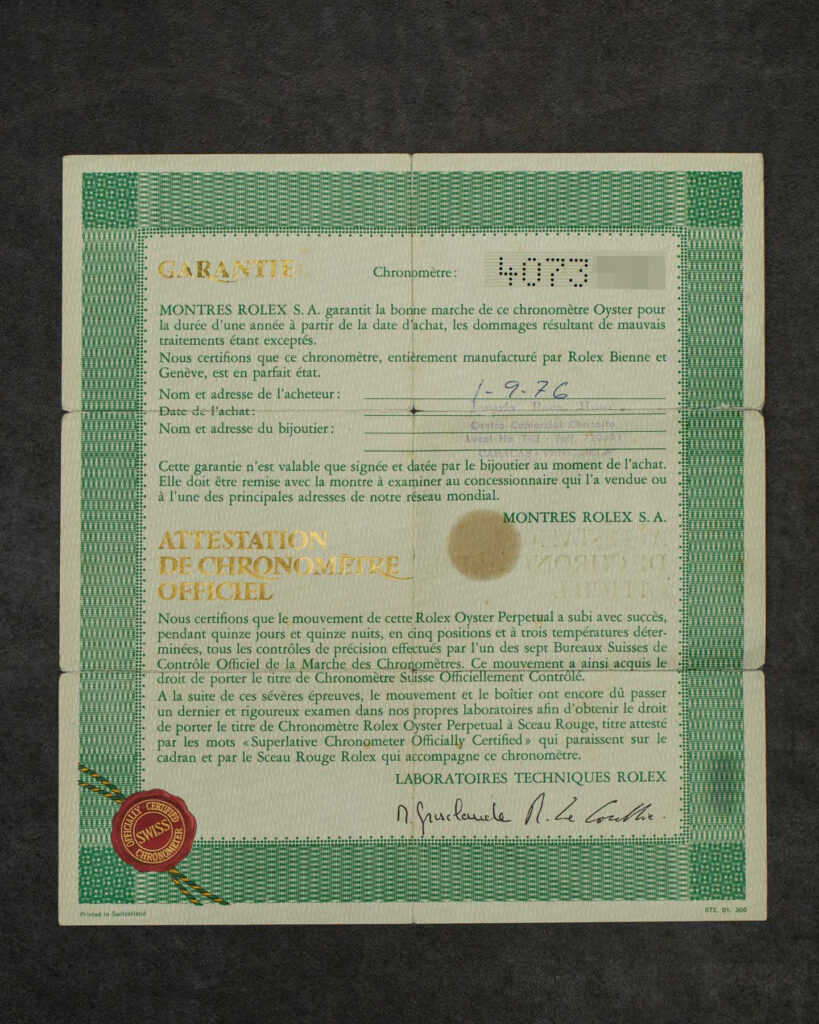 GARANTIE
Chronomètre: 4073
MONTRES ROLEX S. A. garantit la bonne marche de ce chronomètre Oyster pour
la durée d'une année à partir de la date d'achat, les dommages résultant de mauvais
traitements étant exceptés.
Nous certifions que ce chronomètre, entièrement manufacturé par Rolex Bienne et
Genève, est en parfait état.
Nom et adresse de l'acheteur:
1-9-76
Date de l'achat:
Nom et adresse du bijoutier:
Centro Comercial
Local No
CARACAS -
Cette garantie n'est valable que signée et datée par le bijoutier au moment de l'achat.
Elle doit être remise avec la montre à examiner au concessionnaire qui l'a vendue ou
à l'une des principales adresses de notre réseau mondial.
MONTRES ROLEX S. A.
ATTESTATION
DE CHRONOMÈTRE
OFFICIEL
Nous certifions que le mouvement de cette Rolex Oyster Perpetual a subi avec succès,
pendant quinze jours et quinze nuits, en cinq positions et à trois températures déter-
minées, tous les contrôles de précision effectués par l'un des sept Bureaux Suisses de
Contrôle Officiel de la Marche des Chronomètres. Ce mouvement a ainsi acquis le
droit de porter le titre de Chronomètre Suisse Officiellement Contrôlé.
A la suite de ces sévères épreuves, le mouvement et le boîtier ont encore dû passer
un dernier et rigoureux examen dans nos propres laboratoires afin d'obtenir le droit
de porter le titre de Chronomètre Rolex Oyster Perpetual à Sceau Rouge, titre attesté
par les mots «Superlative Chronometer Officially Certified» qui paraissent sur le
cadran et par le Sceau Rouge Rolex qui accompagne ce chronomètre.
LABORATOIRES TECHNIQUES ROLEX
OFFICIALLY CERTIFIED
SWISS
CHRONOMETER
Printed in Switzerland
572. 01. 300